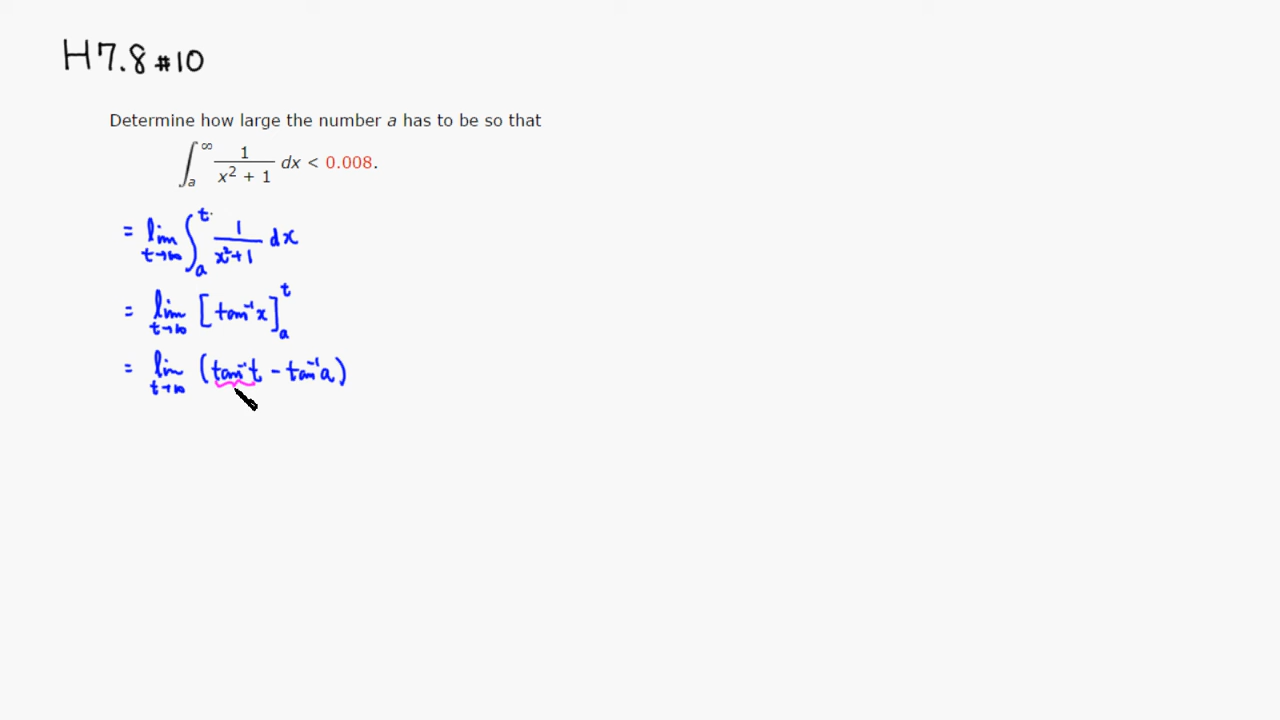 H7.8 #10
Determine how large the number a has to be so that
∫_a^∞ 1/(x² + 1) dx < 0.008.
= lim_{t→∞} ∫_a^t 1/(x²+1) dx
= lim_{t→∞} [tan⁻¹x]_a^t
= lim_{t→∞} (tan⁻¹t - tan⁻¹a)